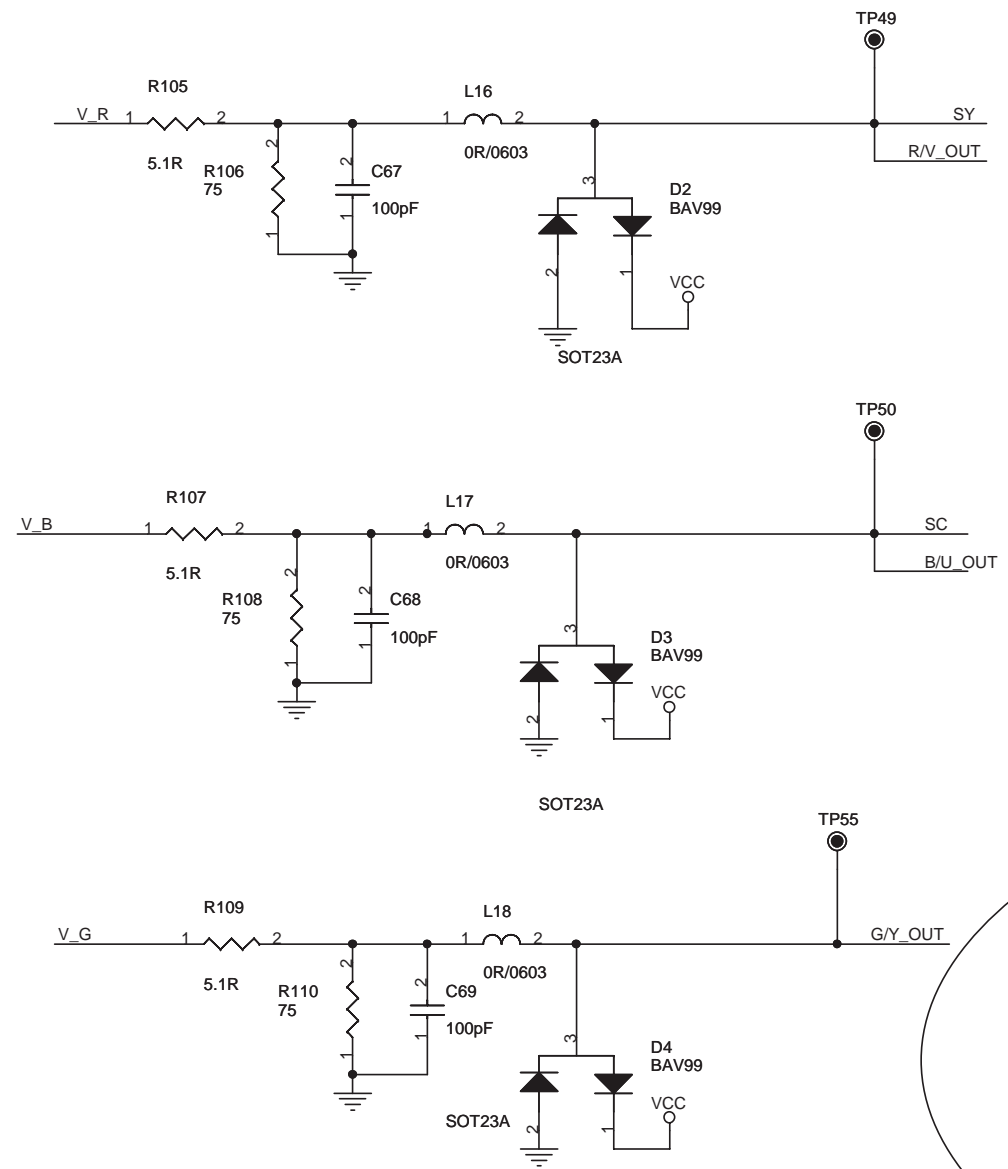 TP49
R105
L16
V_R 1 2 1 2 SY
5.1R 0R/0603 R/V_OUT
R106
75
2
1
2
1
C67
100pF
3
D2
BAV99
2
1
VCC
SOT23A
TP50
R107
L17
V_B 1 2 1 2 SC
5.1R 0R/0603 B/U_OUT
R108
75
2
1
2
1
C68
100pF
3
D3
BAV99
2
1
VCC
SOT23A
TP55
R109
L18
V_G 1 2 1 2 G/Y_OUT
5.1R 0R/0603
R110
75
2
1
2
1
C69
100pF
3
D4
BAV99
SOT23A
2
1
VCC